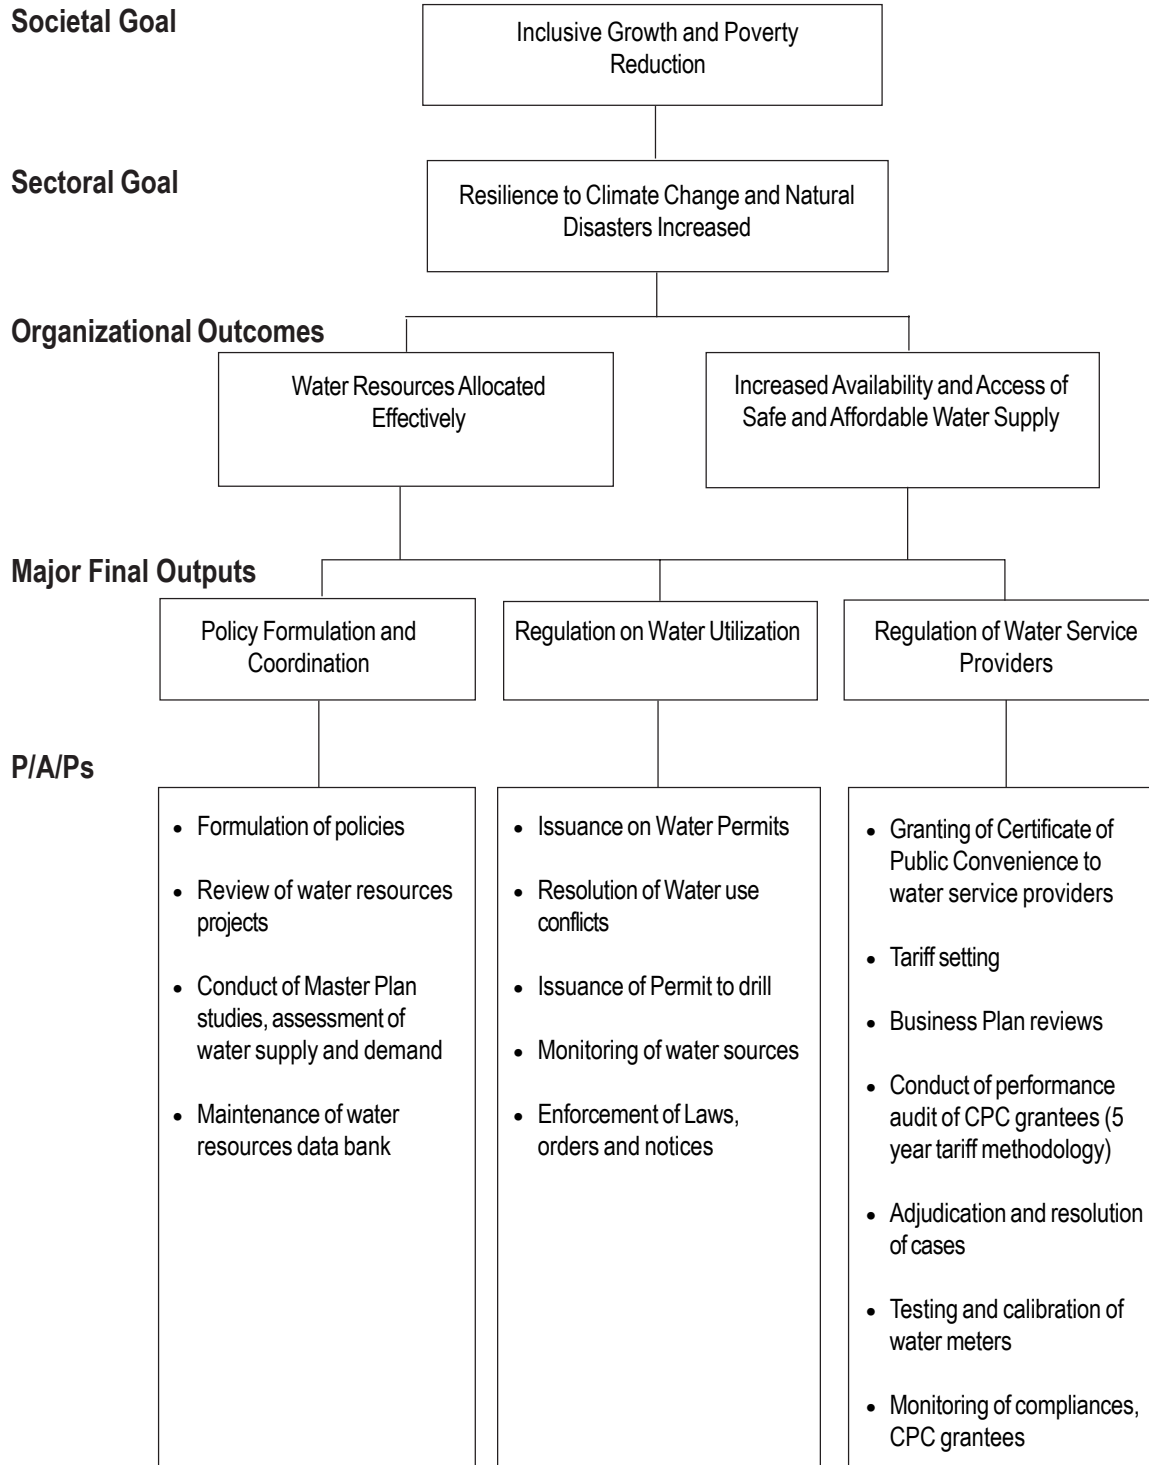 Societal Goal
Inclusive Growth and Poverty
Reduction
Sectoral Goal
Resilience to Climate Change and Natural
Disasters Increased
Organizational Outcomes
Water Resources Allocated
Effectively
Increased Availability and Access of
Safe and Affordable Water Supply
Major Final Outputs
Policy Formulation and
Coordination
Regulation on Water Utilization
Regulation of Water Service
Providers
P/A/Ps
• Formulation of policies
• Review of water resources
projects
• Conduct of Master Plan
studies, assessment of
water supply and demand
• Maintenance of water
resources data bank
• Issuance on Water Permits
• Resolution of Water use
conflicts
• Issuance of Permit to drill
• Monitoring of water sources
• Enforcement of Laws,
orders and notices
• Granting of Certificate of
Public Convenience to
water service providers
• Tariff setting
• Business Plan reviews
• Conduct of performance
audit of CPC grantees (5
year tariff methodology)
• Adjudication and resolution
of cases
• Testing and calibration of
water meters
• Monitoring of compliances,
CPC grantees